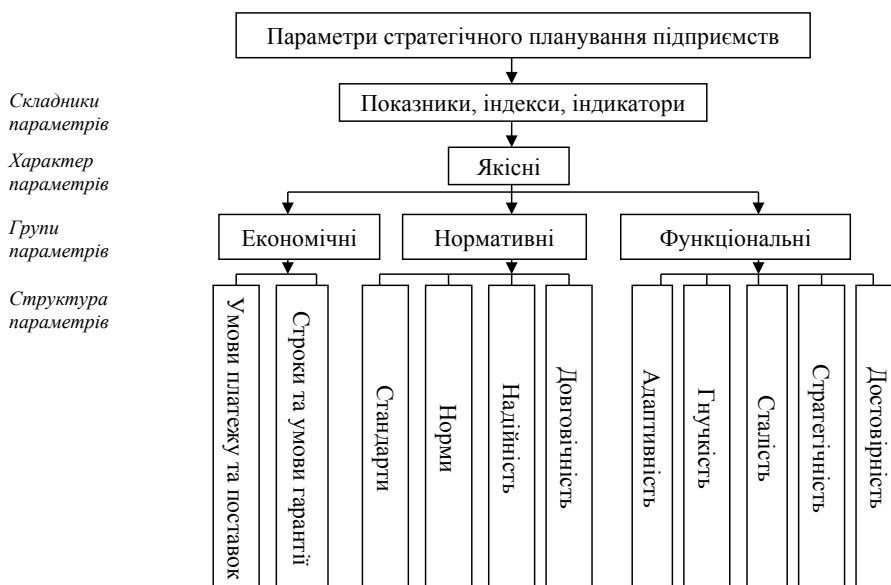 Параметри стратегічного планування підприємств
Складники
параметрів
Показники, індекси, індикатори
Характер
параметрів
Якісні
Групи
параметрів
Економічні
Нормативні
Функціональні
Структура
параметрів
Умови платежу та поставок
Строки та умови гарантії
Стандарти
Норми
Надійність
Довговічність
Адаптивність
Гнучкість
Сталість
Стратегічність
Достовірність